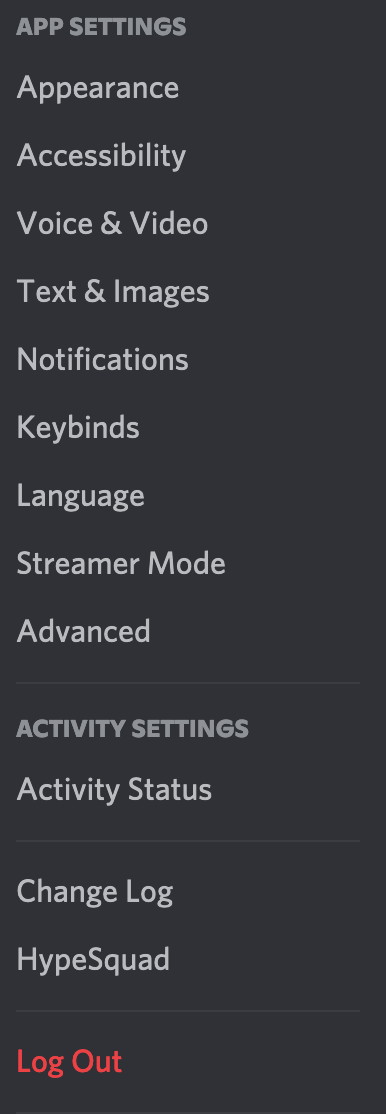 APP SETTINGS
Appearance
Accessibility
Voice & Video
Text & Images
Notifications
Keybinds
Language
Streamer Mode
Advanced
ACTIVITY SETTINGS
Activity Status
Change Log
HypeSquad
Log Out